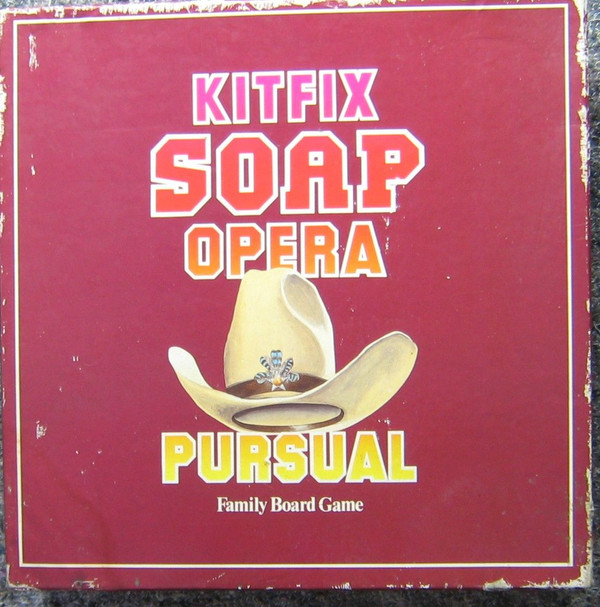 KITFIX
SOAP
OPERA
PURSUAL
Family Board Game